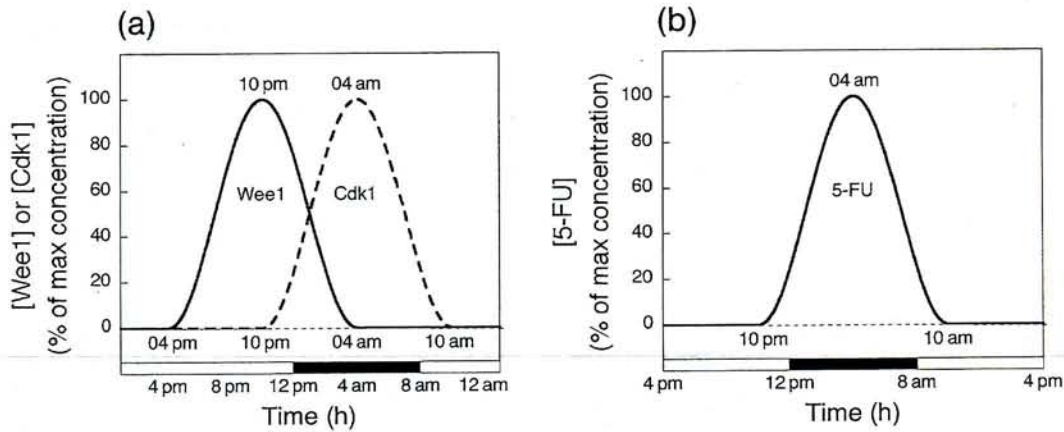 (a)
[Wee1] or [Cdk1]
(% of max concentration)
100
80
60
40
20
0
10 pm
04 am
Wee1
Cdk1
04 pm
10 pm
04 am
10 am
4 pm
8 pm
12 pm
4 am
8 am
12 am
Time (h)
(b)
[5-FU]
(% of max concentration)
100
80
60
40
20
0
04 am
5-FU
10 pm
10 am
4 pm
12 pm
8 am
4 pm
Time (h)